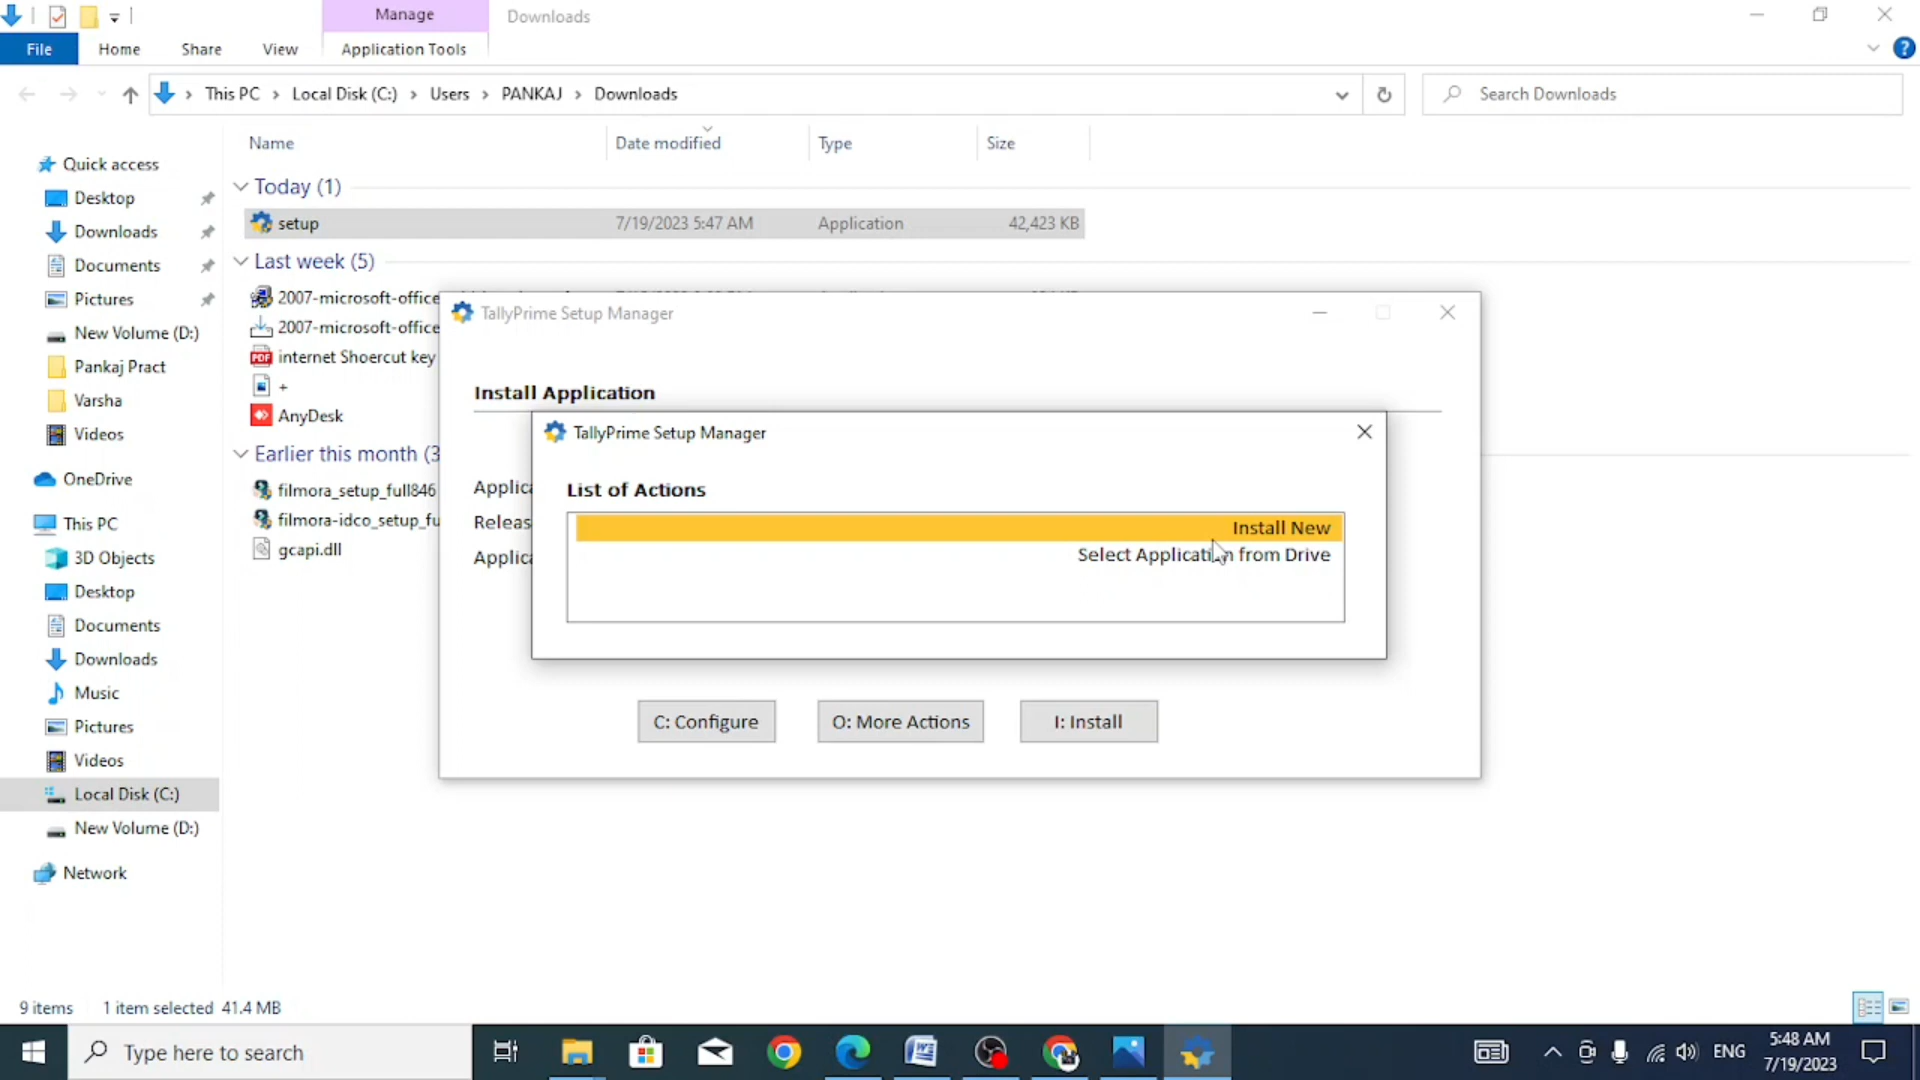 Manage
Downloads
File
Home
Share
View
Application Tools
This PC
Local Disk (C:)
Users
PANKAJ
Downloads
Search Downloads
Name
Date modified
Type
Size
Quick access
Desktop
Downloads
Documents
Pictures
New Volume (D:)
Pankaj Pract
Varsha
Videos
OneDrive
This PC
3D Objects
Desktop
Documents
Downloads
Music
Pictures
Videos
Local Disk (C:)
New Volume (D:)
Network
Today (1)
setup 7/19/2023 5:47 AM Application 42,423 KB
Last week (5)
2007-microsoft-office
2007-microsoft-office
internet Shoercut key
+
AnyDesk
Earlier this month (3
filmora_setup_full846
filmora-idco_setup_fu
gcapi.dll
TallyPrime Setup Manager
Install Application
Applica
Releas
Applica
TallyPrime Setup Manager
List of Actions
Install New
Select Application from Drive
C: Configure
O: More Actions
I: Install
9 items
1 item selected 41.4 MB
Type here to search
ENG
5:48 AM
7/19/2023